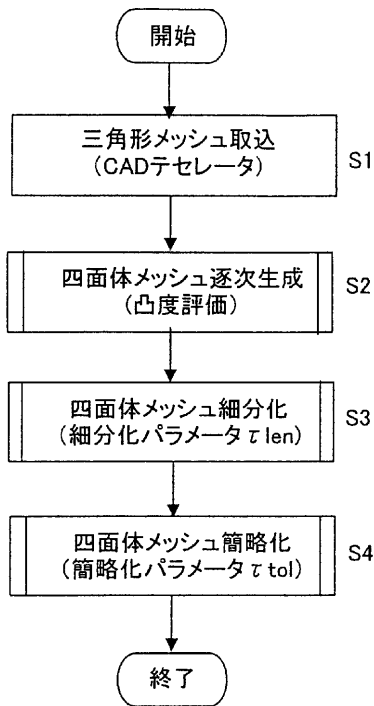 開始
三角形メッシュ取込
(CADテセレータ)
S1
四面体メッシュ逐次生成
(凸度評価)
S2
四面体メッシュ細分化
(細分化パラメータτlen)
S3
四面体メッシュ簡略化
(簡略化パラメータτtol)
S4
終了